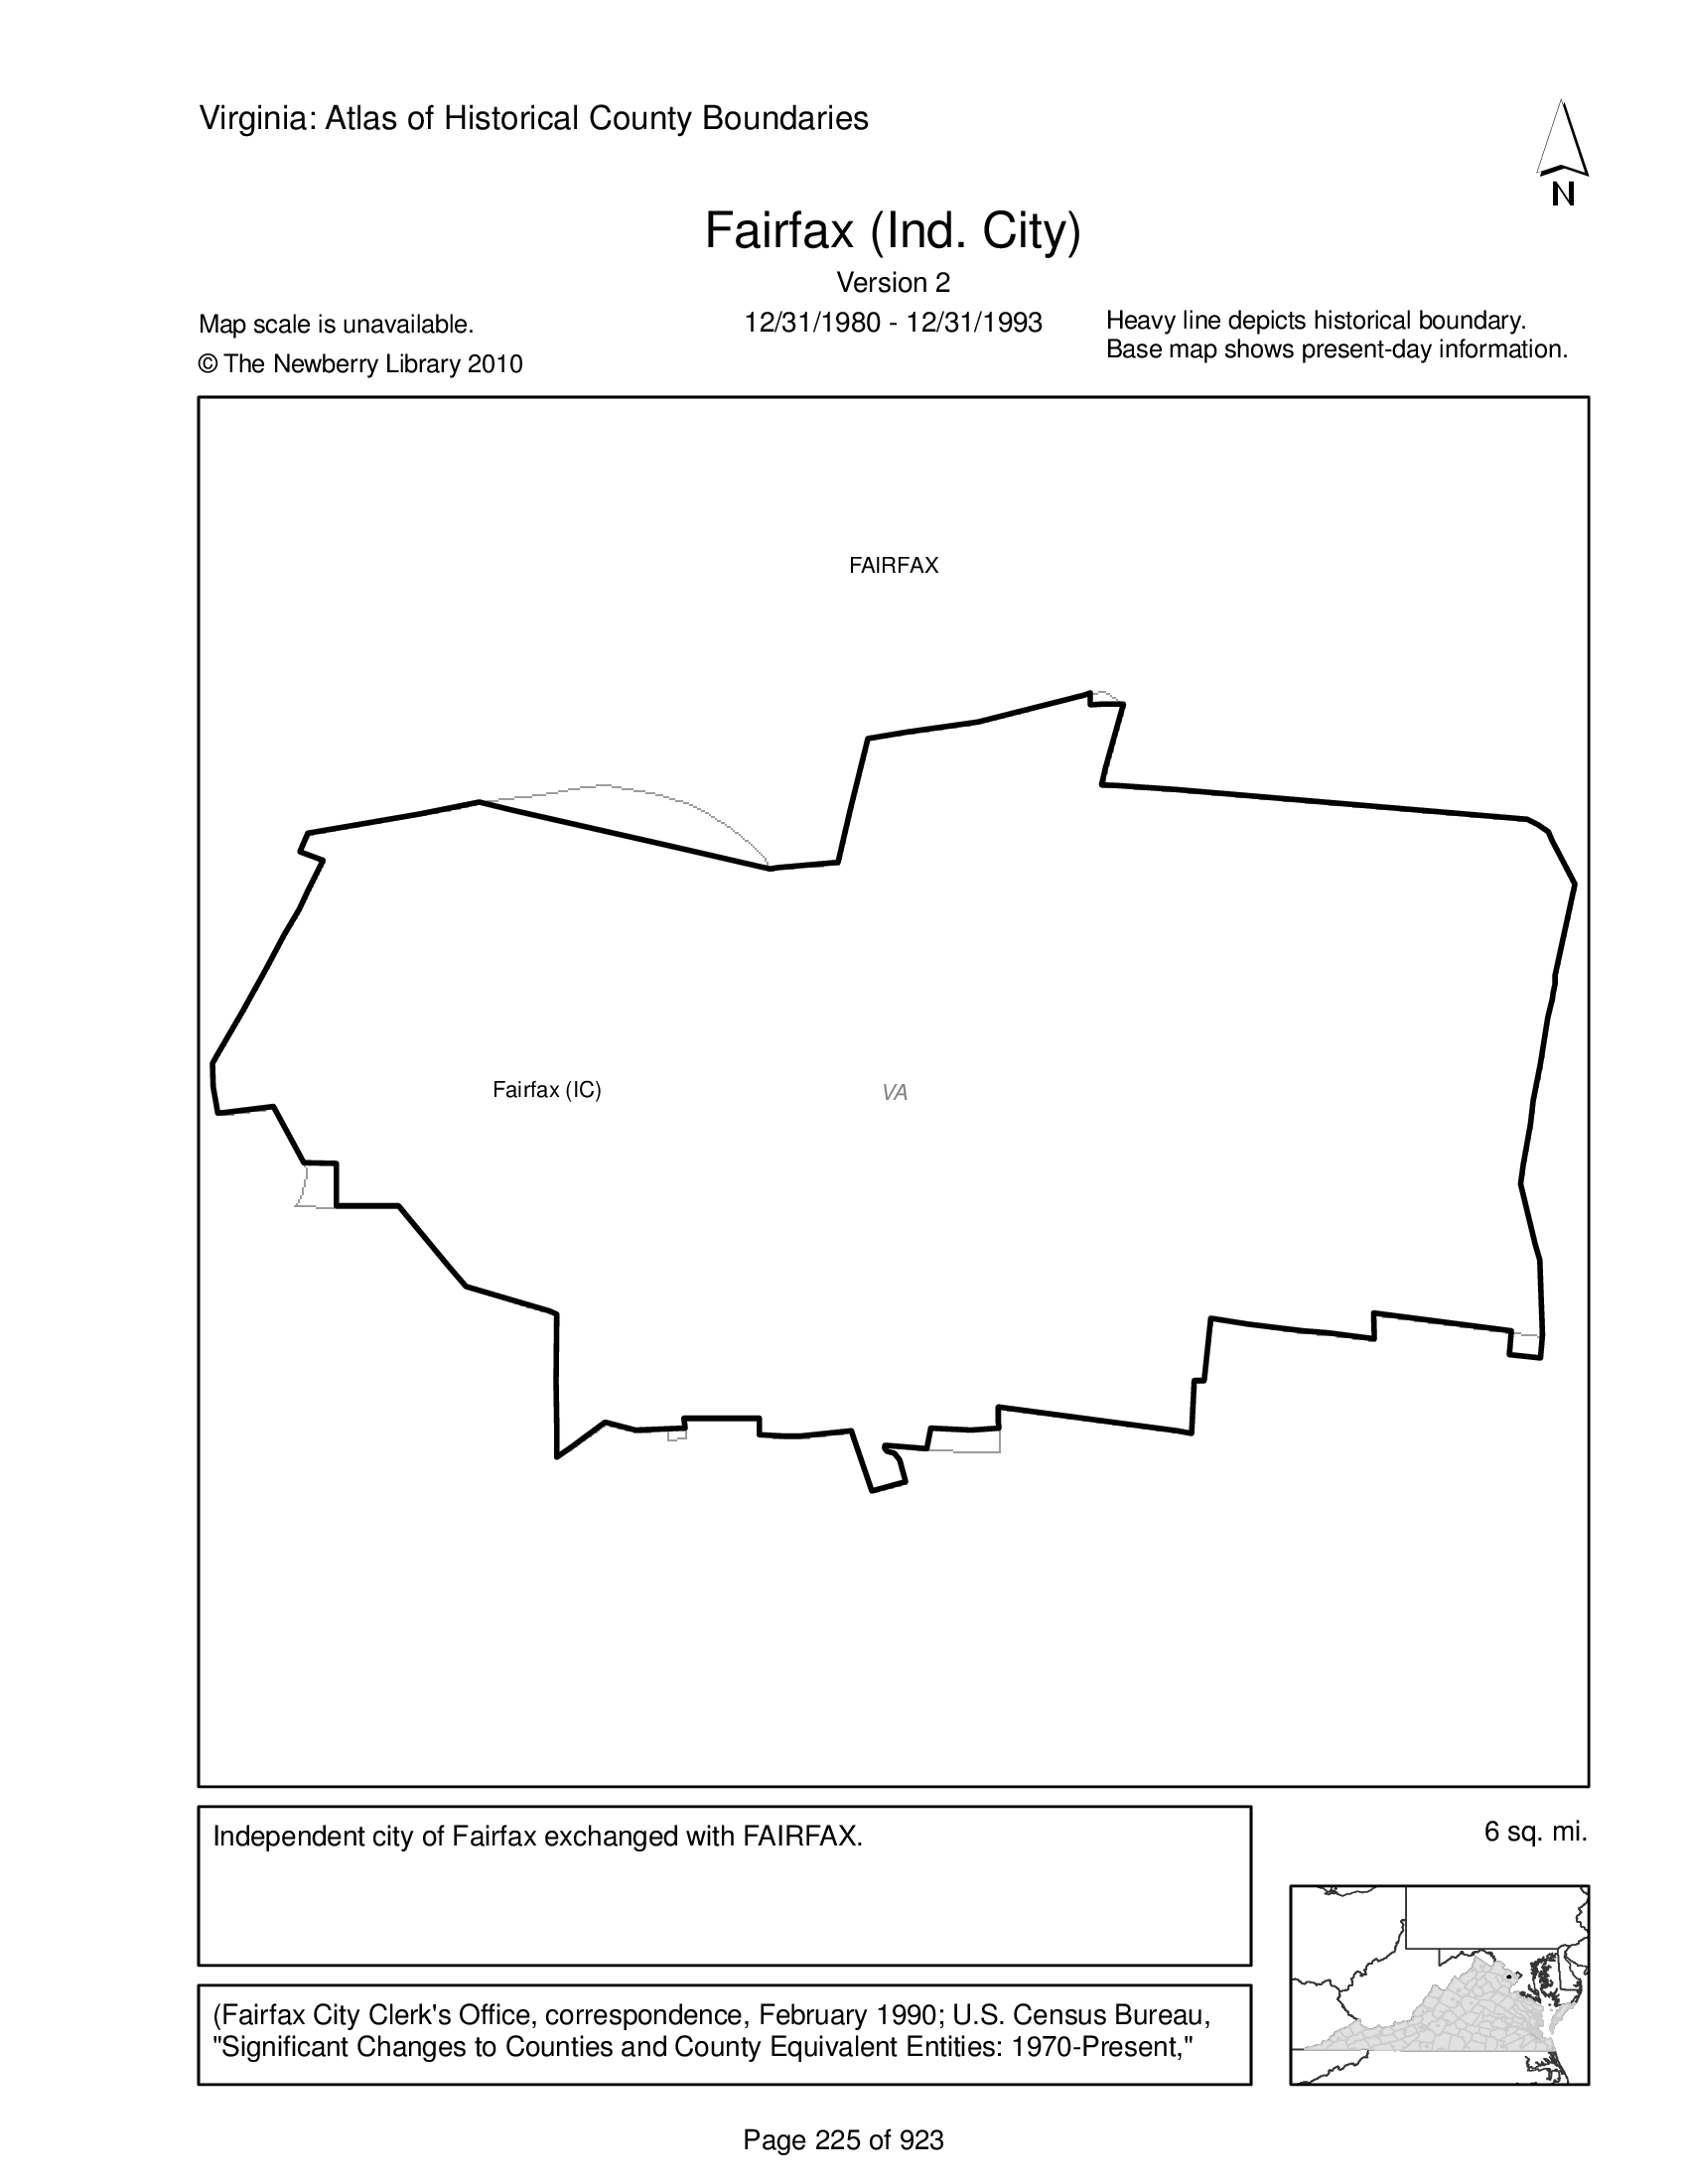 Virginia: Atlas of Historical County Boundaries
N
Fairfax (Ind. City)
Version 2
Map scale is unavailable.
12/31/1980 - 12/31/1993
Heavy line depicts historical boundary.
© The Newberry Library 2010
Base map shows present-day information.
FAIRFAX
Fairfax (IC)
VA
Independent city of Fairfax exchanged with FAIRFAX.
6 sq. mi.
(Fairfax City Clerk's Office, correspondence, February 1990; U.S. Census Bureau,
"Significant Changes to Counties and County Equivalent Entities: 1970-Present,"
Page 225 of 923